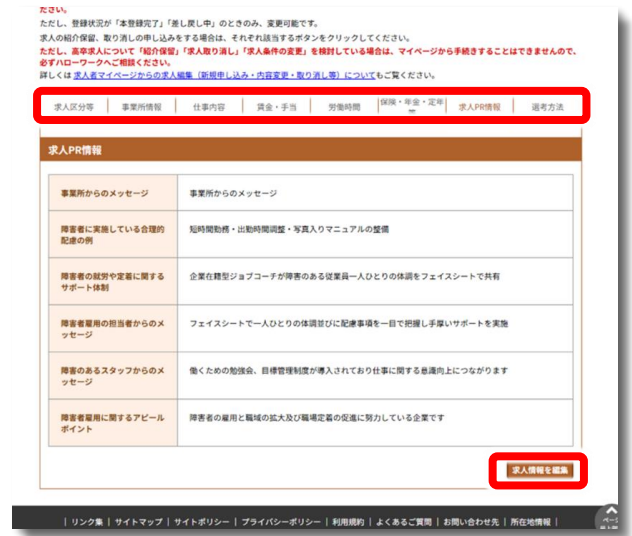 ださい。
ただし、登録状況が「本登録完了」「差し戻し中」のときのみ、変更可能です。
求人の紹介保留、取り消しの申し込みをする場合は、それぞれ該当するボタンをクリックしてください。
ただし、高卒求人について「紹介保留」「求人取り消し」「求人条件の変更」を検討している場合は、マイページから手続きすることはできませんので、
必ずハローワークへご相談ください。
詳しくは 求人者マイページからの求人編集（新規申し込み・内容変更・取り消し等）について もご覧ください。
求人区分等 事業所情報 仕事内容 賃金・手当 労働時間 保険・年金・定年 求人PR情報 選考方法
求人PR情報
事業所からのメッセージ 事業所からのメッセージ
障害者に実施している合理的 短時間勤務・出勤時間調整・写真入りマニュアルの整備
配慮の例
障害者の就労や定着に関する 企業在籍型ジョブコーチが障害のある従業員一人ひとりの体調をフェイスシートで共有
サポート体制
障害者雇用の担当者からのメ フェイスシートで一人ひとりの体調並びに配慮事項を一目で把握し手厚いサポートを実施
ッセージ
障害のあるスタッフからのメ 働くための勉強会、目標管理制度が導入されており仕事に関する意識向上につながります
ッセージ
障害者雇用に関するアピール 障害者の雇用と職域の拡大及び職場定着の促進に努力している企業です
ポイント
求人情報を編集
| リンク集 | サイトマップ | サイトポリシー | プライバシーポリシー | 利用規約 | よくあるご質問 | お問い合わせ先 | 所在地情報 |